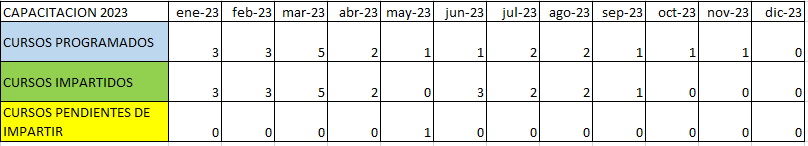 CAPACITACION 2023 ene-23 feb-23 mar-23 abr-23 may-23 jun-23 jul-23 ago-23 sep-23 oct-23 nov-23 dic-23
CURSOS PROGRAMADOS 3 3 5 2 1 1 2 2 1 1 1 0
CURSOS IMPARTIDOS 3 3 5 2 0 3 2 2 1 0 0 0
CURSOS PENDIENTES DE
IMPARTIR 0 0 0 0 1 0 0 0 0 0 0 0